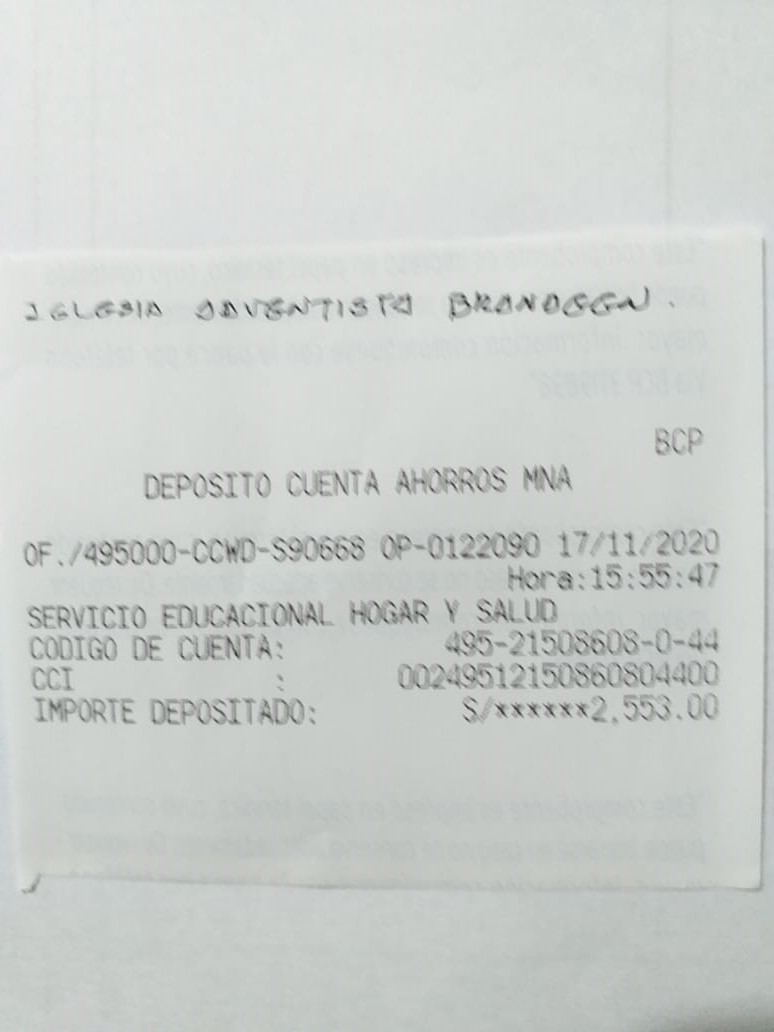 IGLESIA ADVENTISTA BRANDGGN.
BCP
DEPOSITO CUENTA AHORROS MNA
OF./495000-CCWD-S90668 OP-0122090 17/11/2020
Hora:15:55:47
SERVICIO EDUCACIONAL HOGAR Y SALUD
CODIGO DE CUENTA: 495-21508608-0-44
CCI : 00249512150860804400
IMPORTE DEPOSITADO: S/******2,553.00